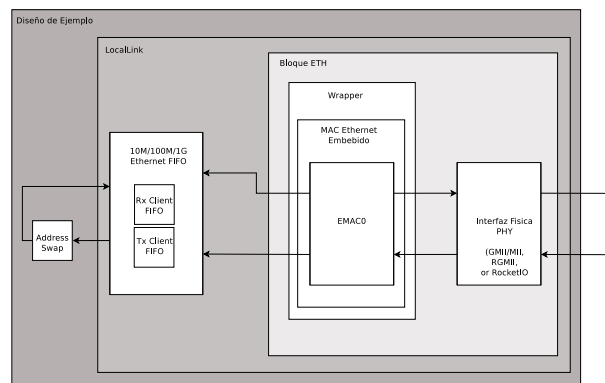 Diseño de Ejemplo
LocalLink
Bloque ETH
Wrapper
MAC Ethernet
Embebido
10M/100M/1G
Ethernet FIFO
Rx Client
FIFO
Tx Client
FIFO
Address
Swap
EMAC0
Interfaz Fisica
PHY
(GMII/MII,
RGMII,
or RocketIO